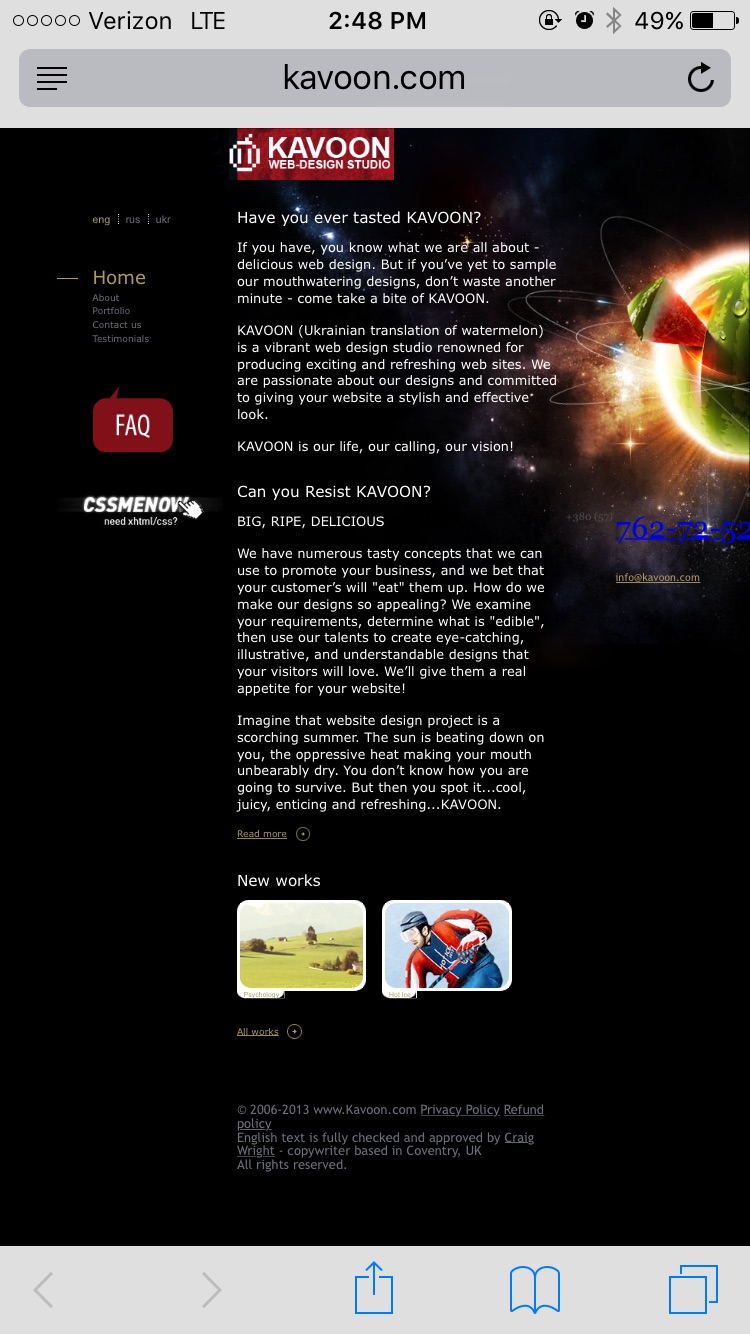 Verizon LTE 2:48 PM 49%
kavoon.com
KAVOON
WEB-DESIGN STUDIO
eng rus ukr
Home
About
Portfolio
Contact us
Testimonials
FAQ
CSSMENOW
need xhtml/css?
Have you ever tasted KAVOON?
If you have, you know what we are all about -
delicious web design. But if you’ve yet to sample
our mouthwatering designs, don’t waste another
minute - come take a bite of KAVOON.
KAVOON (Ukrainian translation of watermelon)
is a vibrant web design studio renowned for
producing exciting and refreshing web sites. We
are passionate about our designs and committed
to giving your website a stylish and effective
look.
KAVOON is our life, our calling, our vision!
Can you Resist KAVOON?
BIG, RIPE, DELICIOUS
We have numerous tasty concepts that we can
use to promote your business, and we bet that
your customer’s will "eat" them up. How do we
make our designs so appealing? We examine
your requirements, determine what is "edible",
then use our talents to create eye-catching,
illustrative, and understandable designs that
your visitors will love. We’ll give them a real
appetite for your website!
Imagine that website design project is a
scorching summer. The sun is beating down on
you, the oppressive heat making your mouth
unbearably dry. You don’t know how you are
going to survive. But then you spot it...cool,
juicy, enticing and refreshing...KAVOON.
Read more
+380 (57) 762-72-52
info@kavoon.com
New works
Psychology
Hot Ice
All works
© 2006-2013 www.Kavoon.com Privacy Policy Refund
policy
English text is fully checked and approved by Craig
Wright - copywriter based in Coventry, UK
All rights reserved.